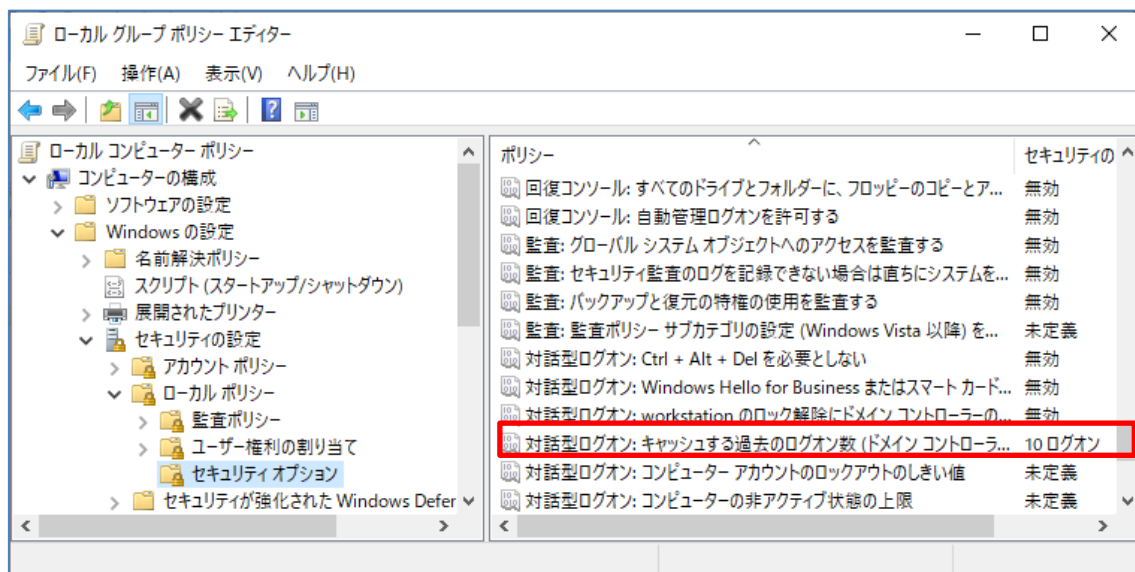 ローカル グループ ポリシー エディター
ファイル(F) 操作(A) 表示(V) ヘルプ(H)
ローカル コンピューター ポリシー
コンピューターの構成
ソフトウェアの設定
Windows の設定
名前解決ポリシー
スクリプト (スタートアップ/シャットダウン)
展開されたプリンター
セキュリティの設定
アカウント ポリシー
ローカル ポリシー
監査ポリシー
ユーザー権利の割り当て
セキュリティ オプション
セキュリティが強化された Windows Defer
ポリシー セキュリティの
回復コンソール: すべてのドライブとフォルダーに、フロッピーのコピーとア... 無効
回復コンソール: 自動管理ログオンを許可する 無効
監査: グローバル システム オブジェクトへのアクセスを監査する 無効
監査: セキュリティ監査のログを記録できない場合は直ちにシステムを... 無効
監査: バックアップと復元の特権の使用を監査する 無効
監査: 監査ポリシー サブカテゴリの設定 (Windows Vista 以降) を... 未定義
対話型ログオン: Ctrl + Alt + Del を必要としない 無効
対話型ログオン: Windows Hello for Business またはスマート カード... 無効
対話型ログオン: workstation のロック解除にドメイン コントローラーの... 無効
対話型ログオン: キャッシュする過去のログオン数 (ドメイン コントローラ... 10 ログオン
対話型ログオン: コンピューター アカウントのロックアウトのしきい値 未定義
対話型ログオン: コンピューターの非アクティブ状態の上限 未定義